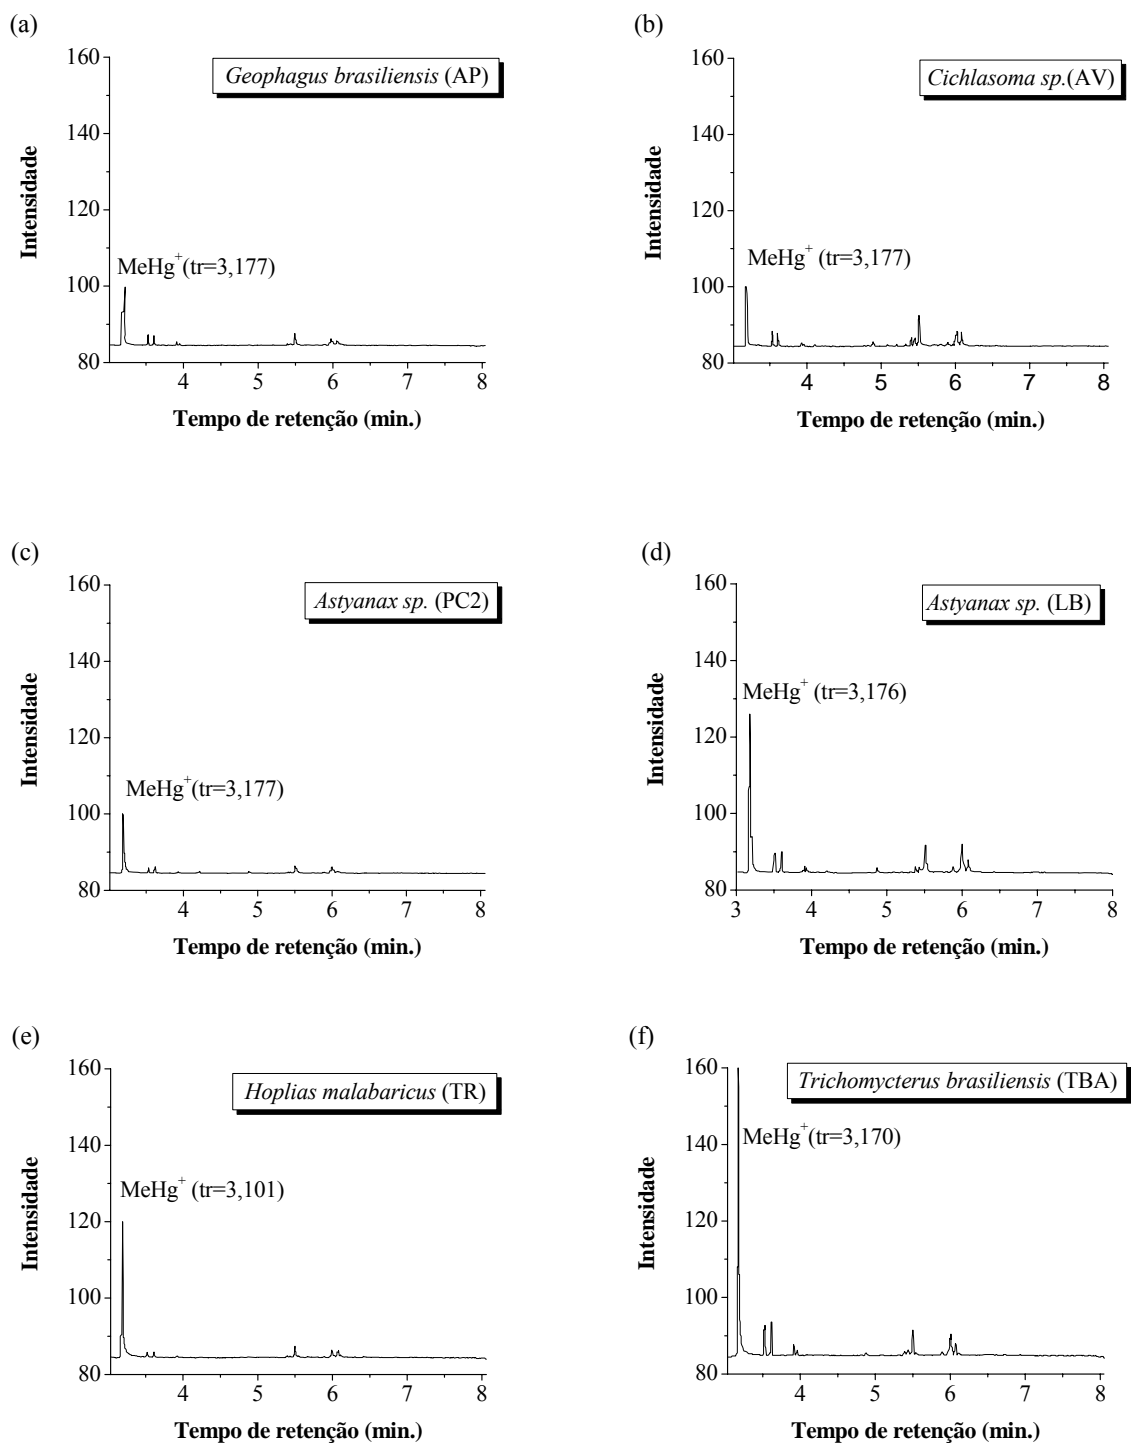 (a)
160
Geophagus brasiliensis (AP)
140
Intensidade
120
MeHg+(tr=3,177)
100
80
4 5 6 7 8
Tempo de retenção (min.)
(b)
160
Cichlasoma sp.(AV)
140
Intensidade
120
MeHg+ (tr=3,177)
100
80
4 5 6 7 8
Tempo de retenção (min.)
(c)
160
Astyanax sp. (PC2)
140
Intensidade
120
MeHg+(tr=3,177)
100
80
4 5 6 7 8
Tempo de retenção (min.)
(d)
160
Astyanax sp. (LB)
140
Intensidade
MeHg+ (tr=3,176)
120
100
80
3 4 5 6 7 8
Tempo de retenção (min.)
(e)
160
Hoplias malabaricus (TR)
140
Intensidade
MeHg+ (tr=3,101)
120
100
80
4 5 6 7 8
Tempo de retenção (min.)
(f)
160
Trichomycterus brasiliensis (TBA)
140
MeHg+(tr=3,170)
Intensidade
120
100
80
4 5 6 7 8
Tempo de retenção (min.)